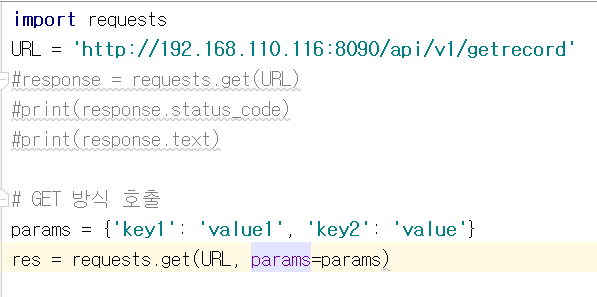 import requests
URL = 'http://192.168.110.116:8090/api/v1/getrecord'
#response = requests.get(URL)
#print(response.status_code)
#print(response.text)
# GET 방식 호출
params = {'key1': 'value1', 'key2': 'value'}
res = requests.get(URL, params=params)